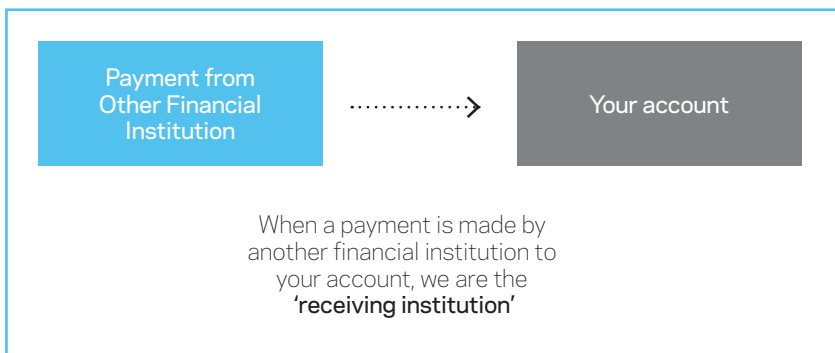 Payment from
Other Financial
Institution
Your account
When a payment is made by
another financial institution to
your account, we are the
‘receiving institution’